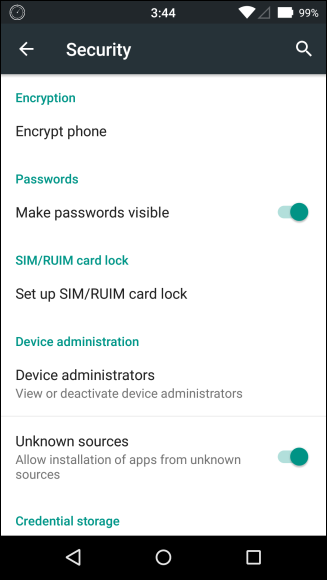 3:44
99%
Security
Encryption
Encrypt phone
Passwords
Make passwords visible
SIM/RUIM card lock
Set up SIM/RUIM card lock
Device administration
Device administrators
View or deactivate device administrators
Unknown sources
Allow installation of apps from unknown
sources
Credential storage